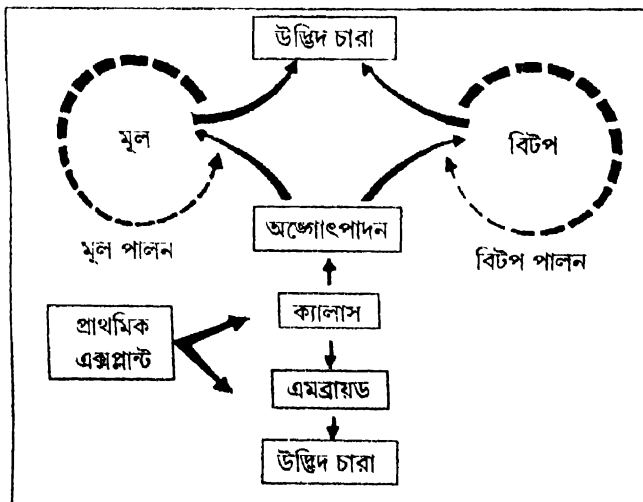 উদ্ভিদ চারা
মূল
বিটপ
অঙ্গোৎপাদন
মূল পালন
বিটপ পালন
প্রাথমিক
এক্সপ্লান্ট
ক্যালাস
এমব্রায়ড
উদ্ভিদ চারা